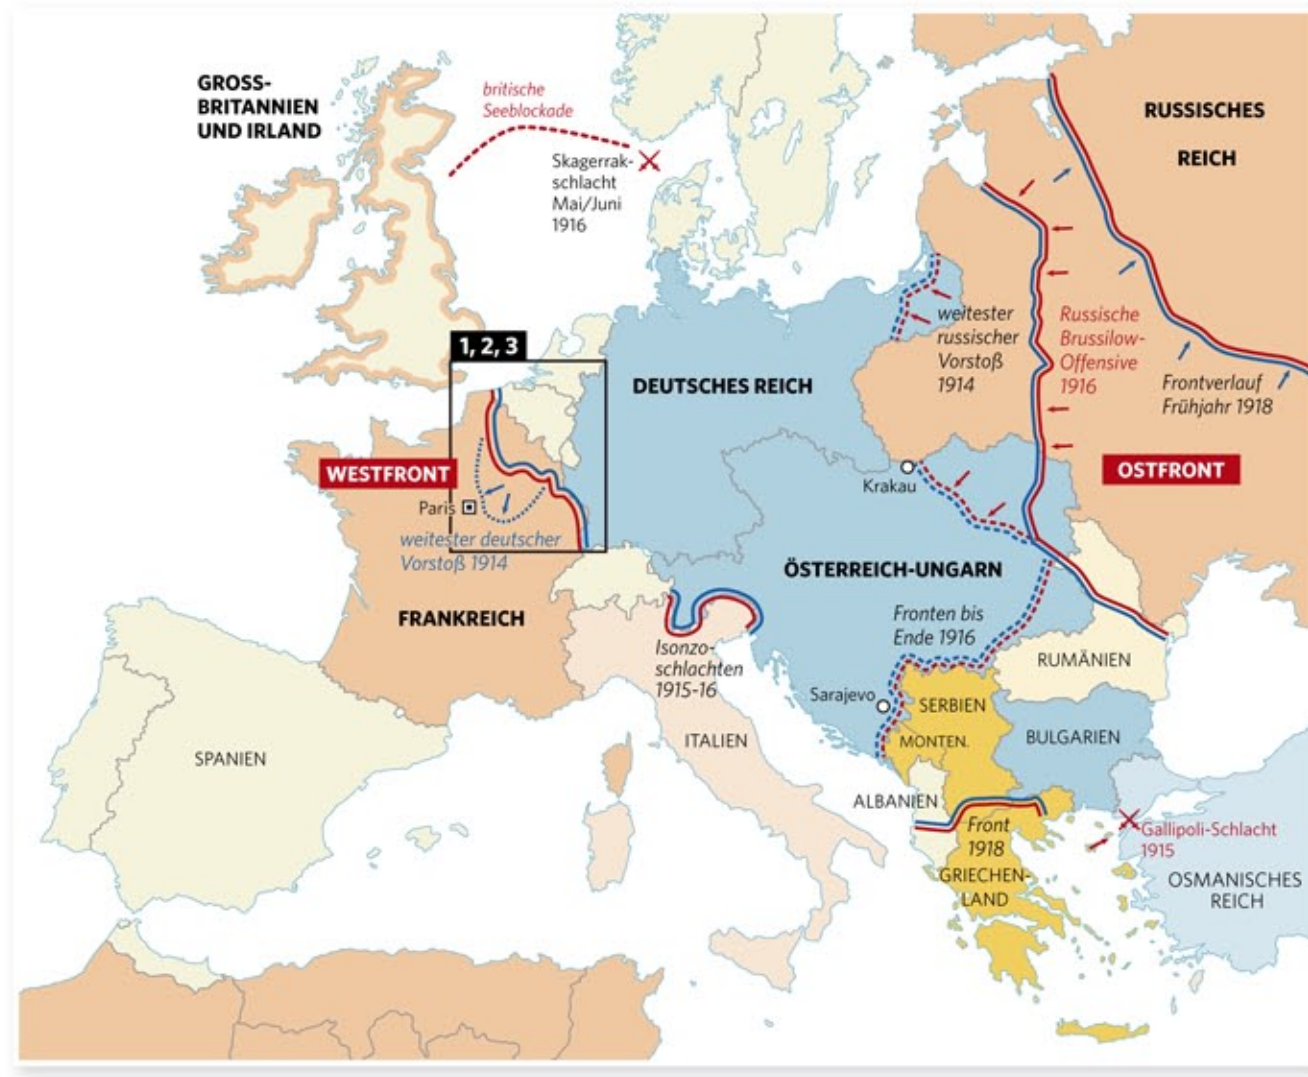 GROSS-
BRITANNIEN
UND IRLAND
britische
Seeblockade
Skagerrak-
schlacht
Mai/Juni
1916
RUSSISCHES
REICH
1, 2, 3
DEUTSCHES REICH
weitester
russischer
Vorstoß
1914
Russische
Brussilow-
Offensive
1916
Frontverlauf
Frühjahr 1918
WESTFRONT
OSTFRONT
Paris
Krakau
weitester deutscher
Vorstoß 1914
FRANKREICH
ÖSTERREICH-UNGARN
Fronten bis
Ende 1916
Isonzo-
schlachten
1915-16
RUMÄNIEN
Sarajevo
SERBIEN
MONTEN.
BULGARIEN
ITALIEN
SPANIEN
ALBANIEN
Front
1918
Gallipoli-Schlacht
1915
GRIECHEN-
LAND
OSMANISCHES
REICH